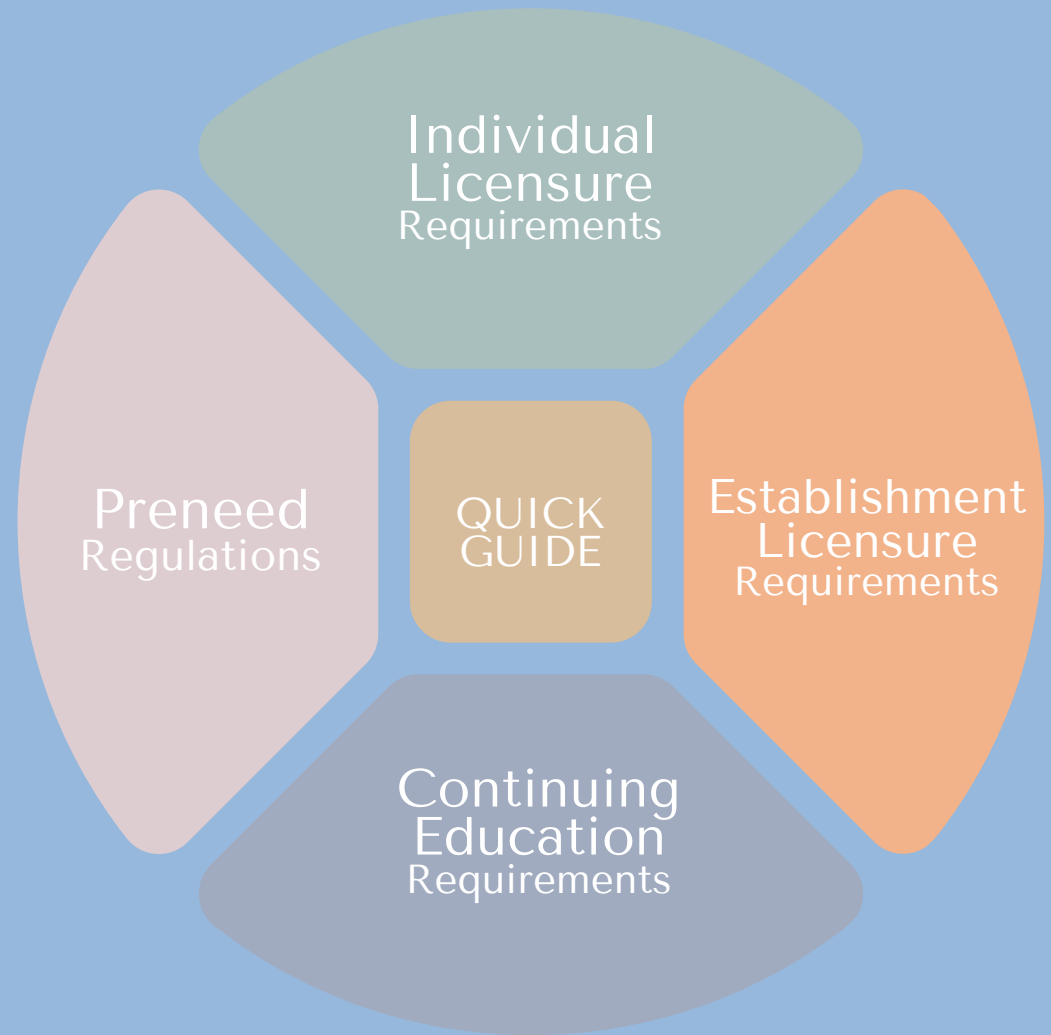 Individual
Licensure
Requirements
Preneed
Regulations
QUICK
GUIDE
Establishment
Licensure
Requirements
Continuing
Education
Requirements